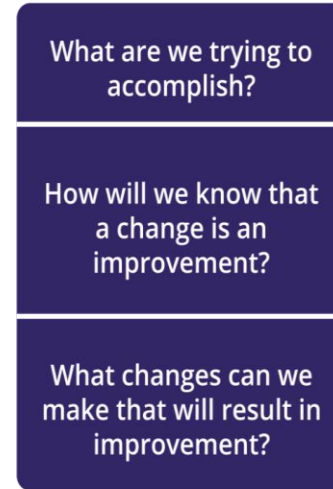 What are we trying to
accomplish?
How will we know that
a change is an
improvement?
What changes can we
make that will result in
improvement?